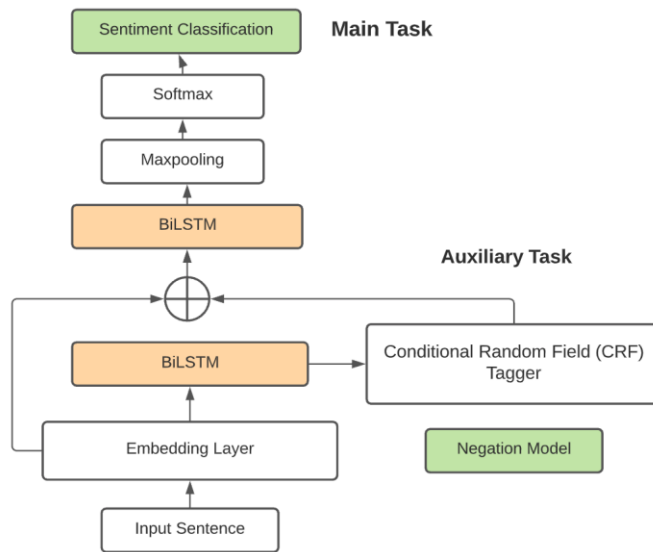 Sentiment Classification
Main Task
Softmax
Maxpooling
BiLSTM
Auxiliary Task
BiLSTM
Conditional Random Field (CRF)
Tagger
Embedding Layer
Negation Model
Input Sentence